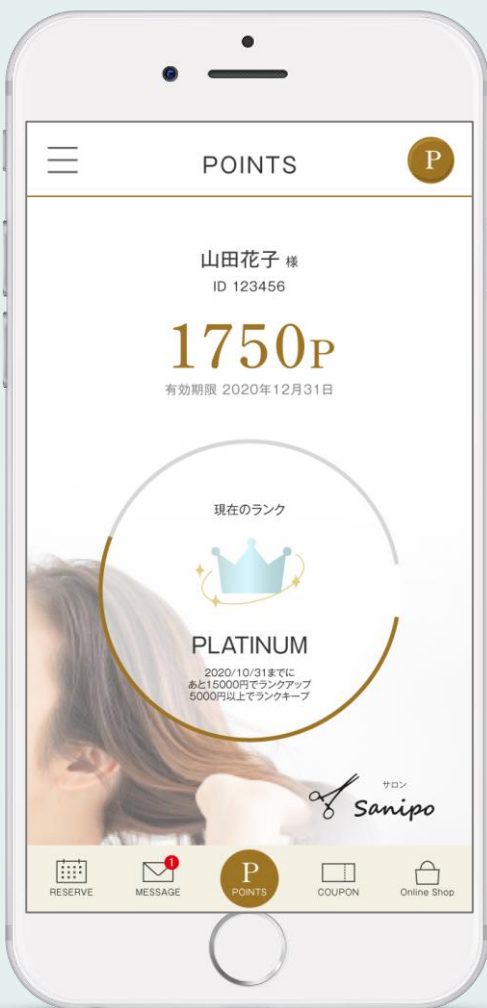 POINTS
P
山田花子 様
ID 123456
1750P
有効期限 2020年12月31日
現在のランク
PLATINUM
2020/10/31までに
あと15000円でランクアップ
5000円以上でランクキープ
サロン
Sanipo
1
P
RESERVE
MESSAGE
POINTS
COUPON
Online Shop